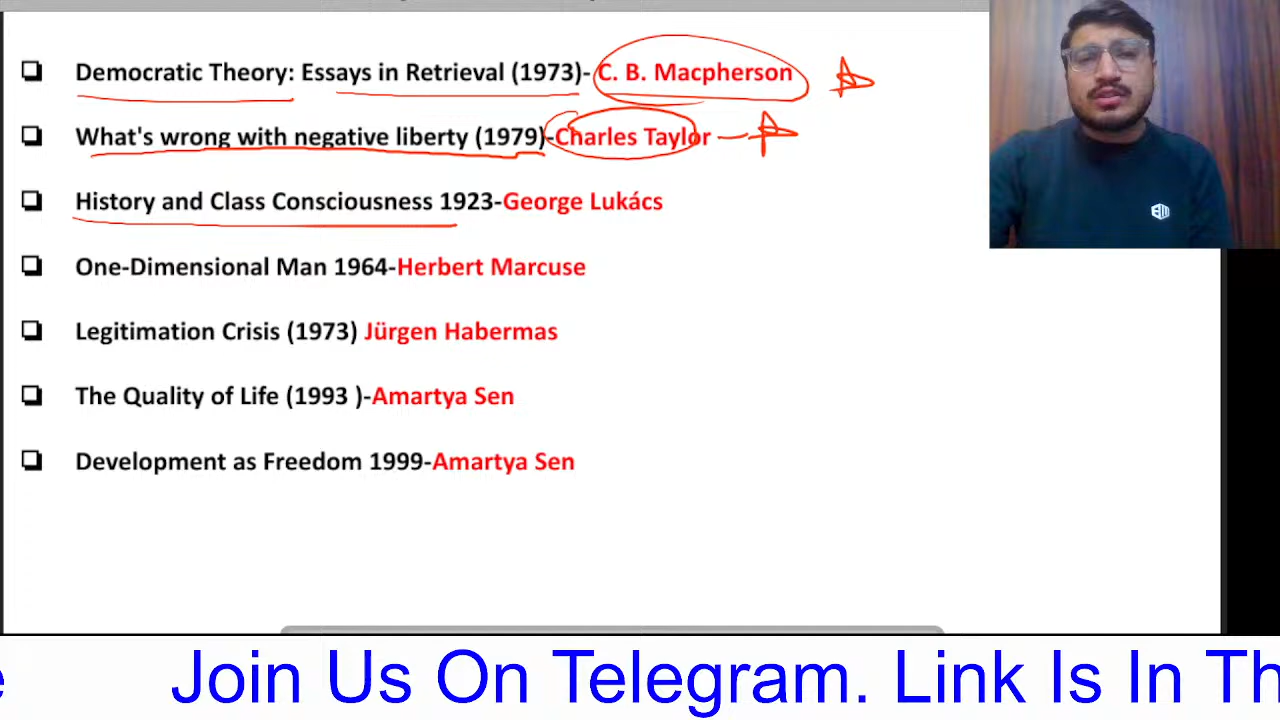 Democratic Theory: Essays in Retrieval (1973)- C. B. Macpherson
What's wrong with negative liberty (1979)-Charles Taylor
History and Class Consciousness 1923-George Lukács
One-Dimensional Man 1964-Herbert Marcuse
Legitimation Crisis (1973) Jürgen Habermas
The Quality of Life (1993 )-Amartya Sen
Development as Freedom 1999-Amartya Sen
Join Us On Telegram. Link Is In Th